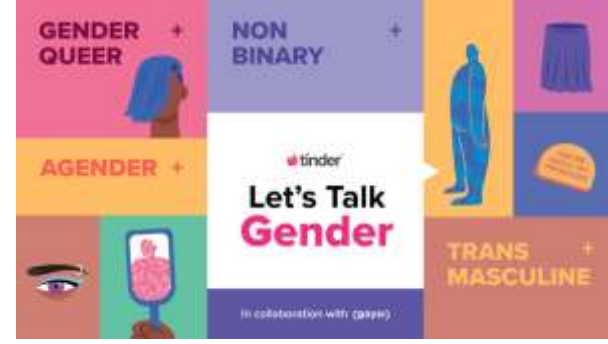 GENDER +
QUEER
NON +
BINARY
AGENDER +
tinder
Let's Talk
Gender
TRANS +
MASCULINE
In collaboration with